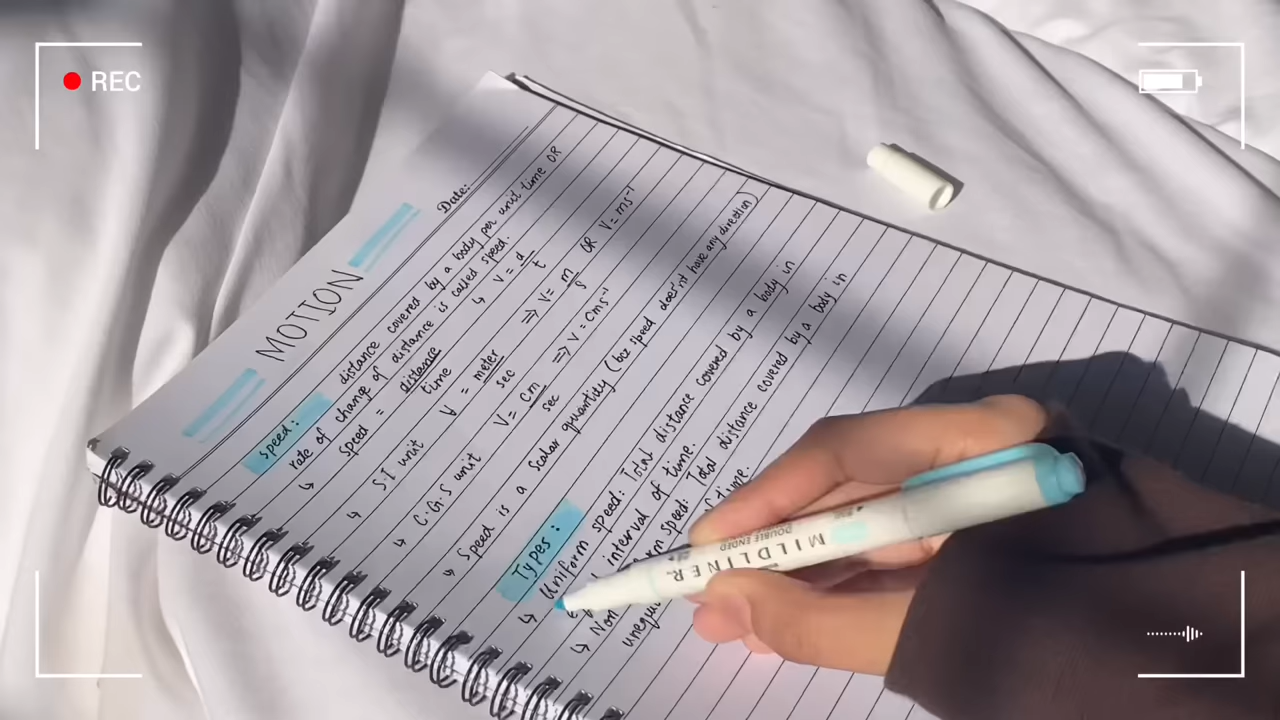 REC
Date:
MOTION
speed: distance covered by a body per unit time OR
rate of change of distance is called speed.
↳ speed = distance / time ↳ V = d / t
↳ S.I unit V = meter / sec => V = m / s OR V = ms⁻¹
↳ C.G.S unit V = cm / sec => V = cms⁻¹
↳ Speed is a Scalar quantity (bcz speed doesn't have any direction)
Types:
↳ Uniform speed: Total distance covered by a body in
interval of time.
↳ Non speed: Total distance covered by a body in
time.
MILDLINER
DOUBLE ENDED